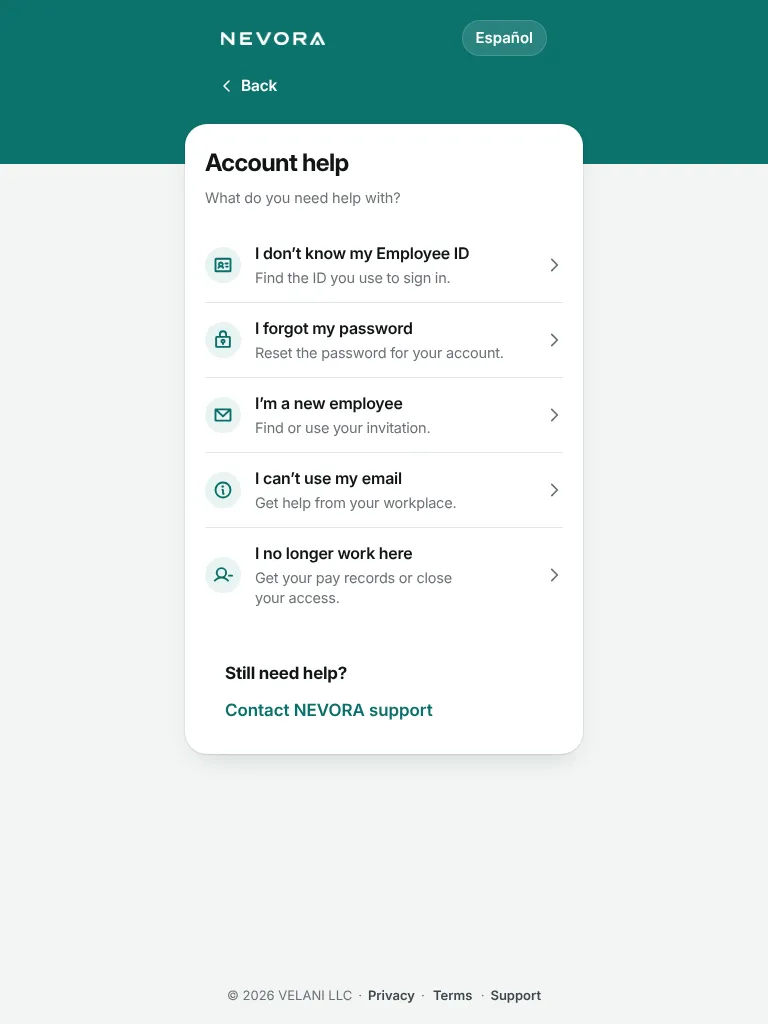 NEVORA
Español
Back
Account help
What do you need help with?
I don’t know my Employee ID
Find the ID you use to sign in.
I forgot my password
Reset the password for your account.
I’m a new employee
Find or use your invitation.
I can’t use my email
Get help from your workplace.
I no longer work here
Get your pay records or close
your access.
Still need help?
Contact NEVORA support
© 2026 VELANI LLC · Privacy · Terms · Support